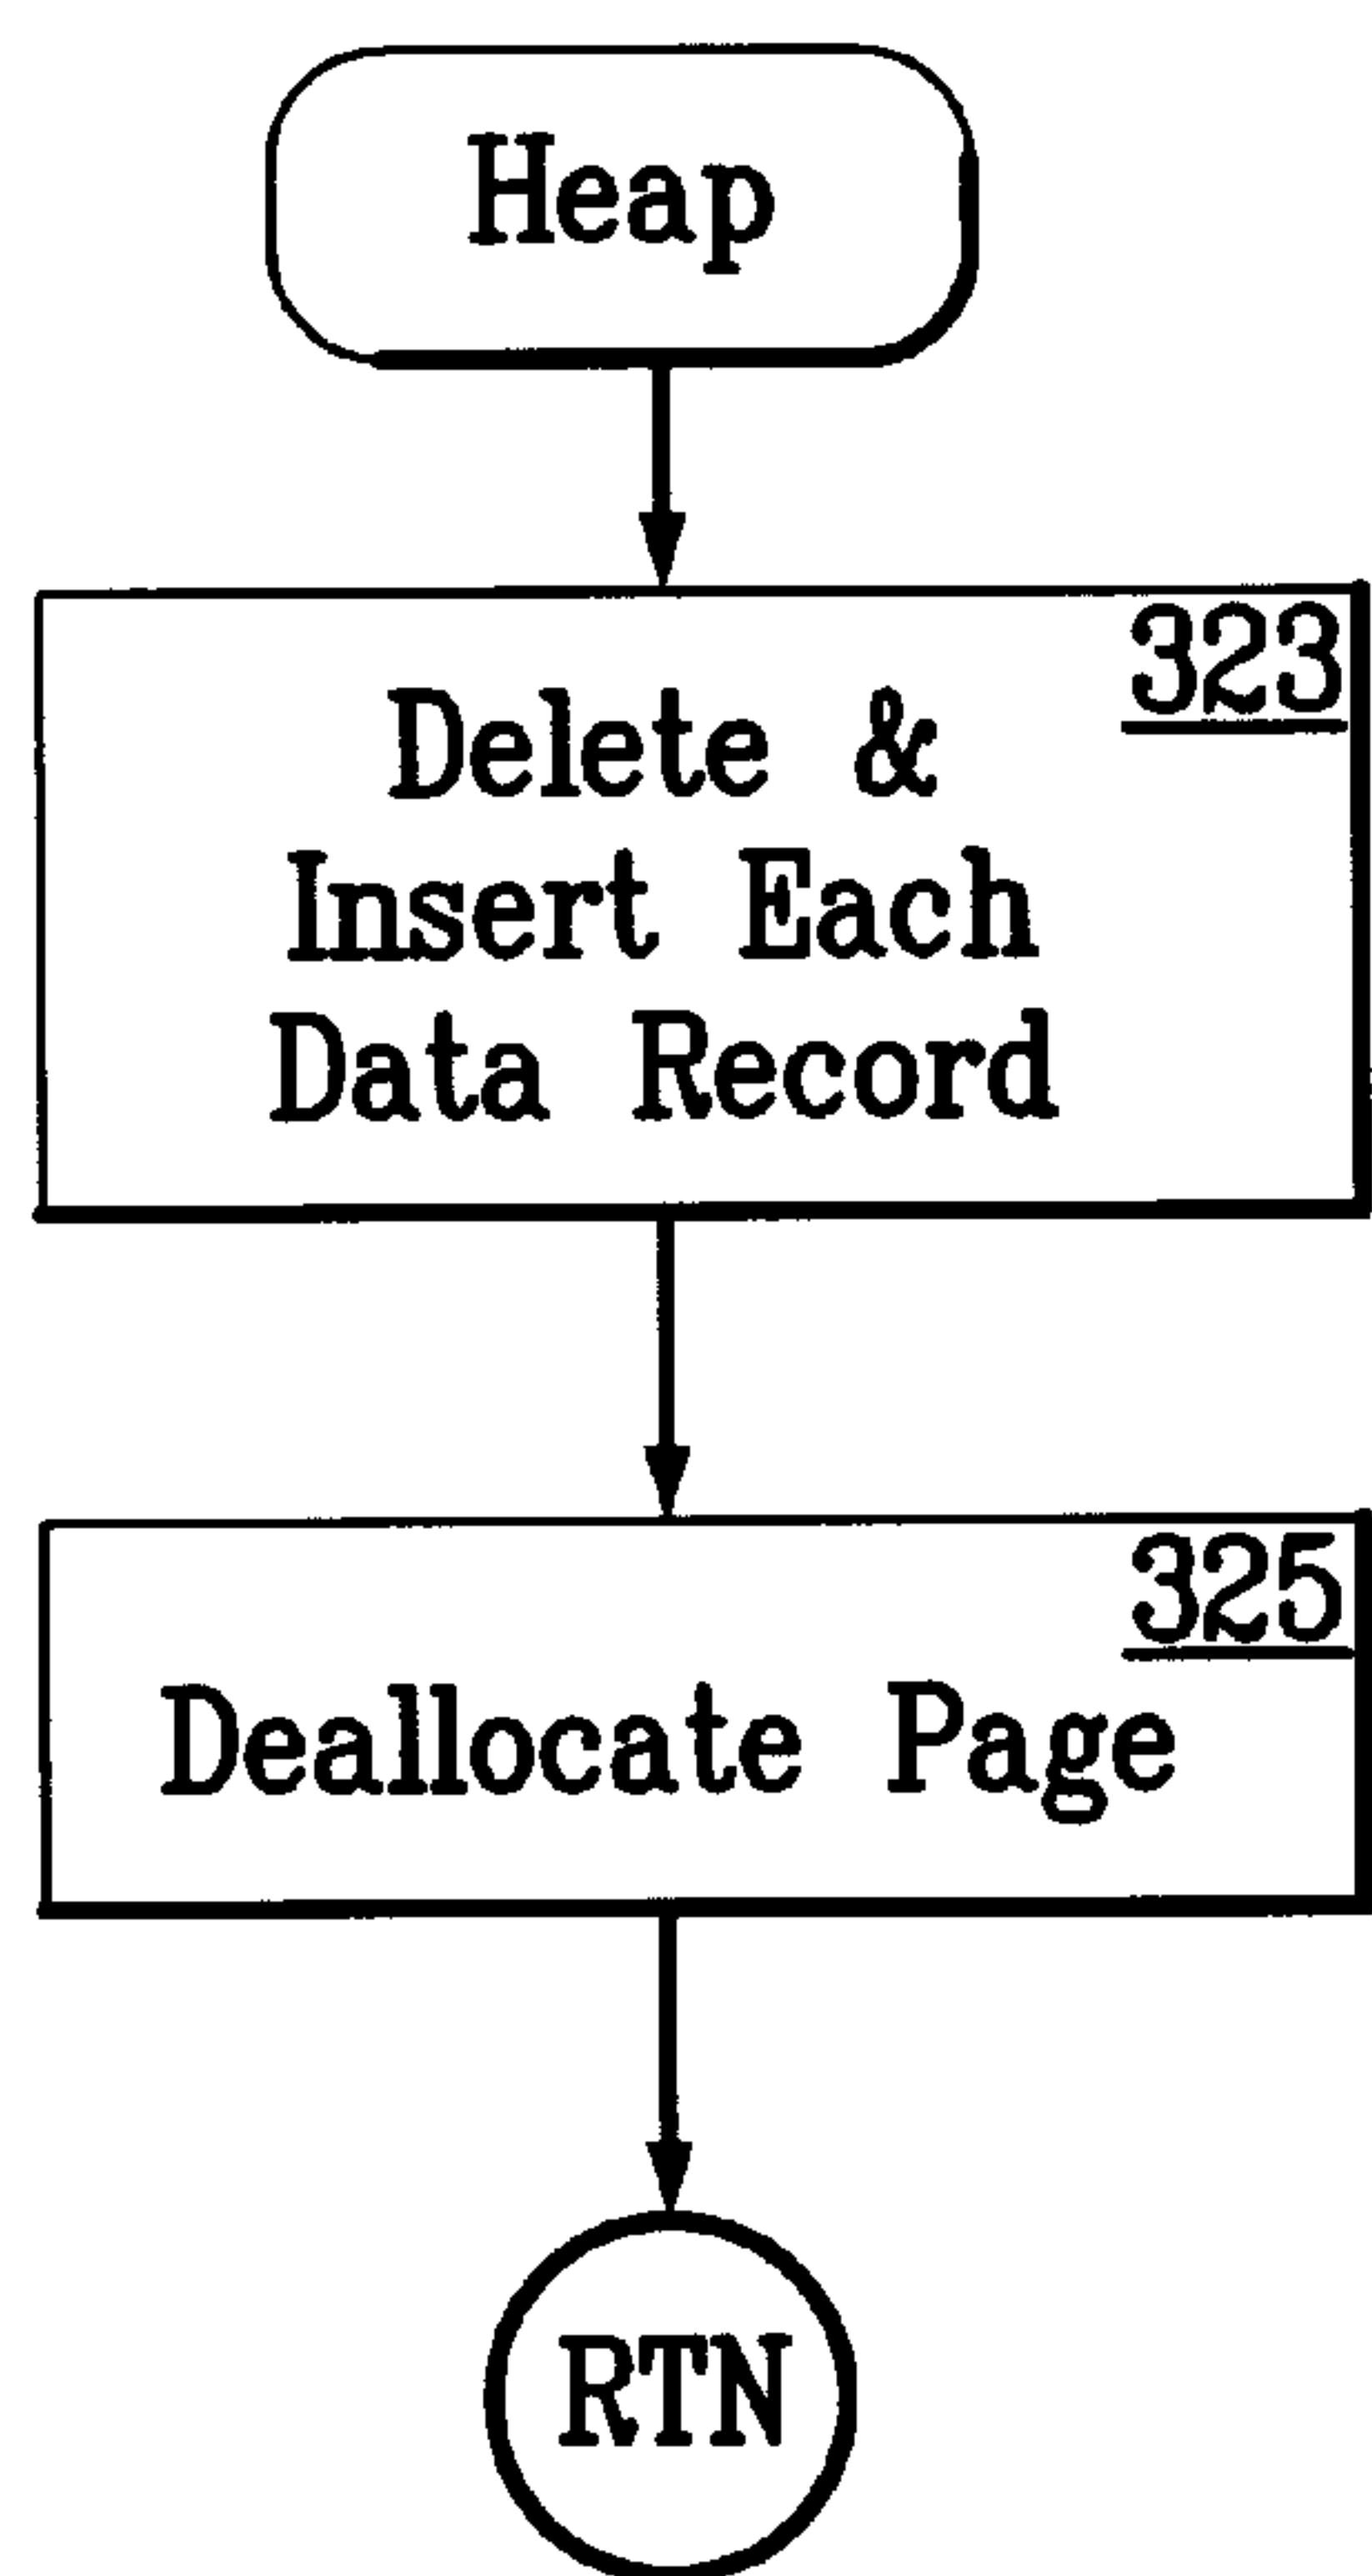 Heap
323
Delete &
Insert Each
Data Record
325
Deallocate Page
RTN